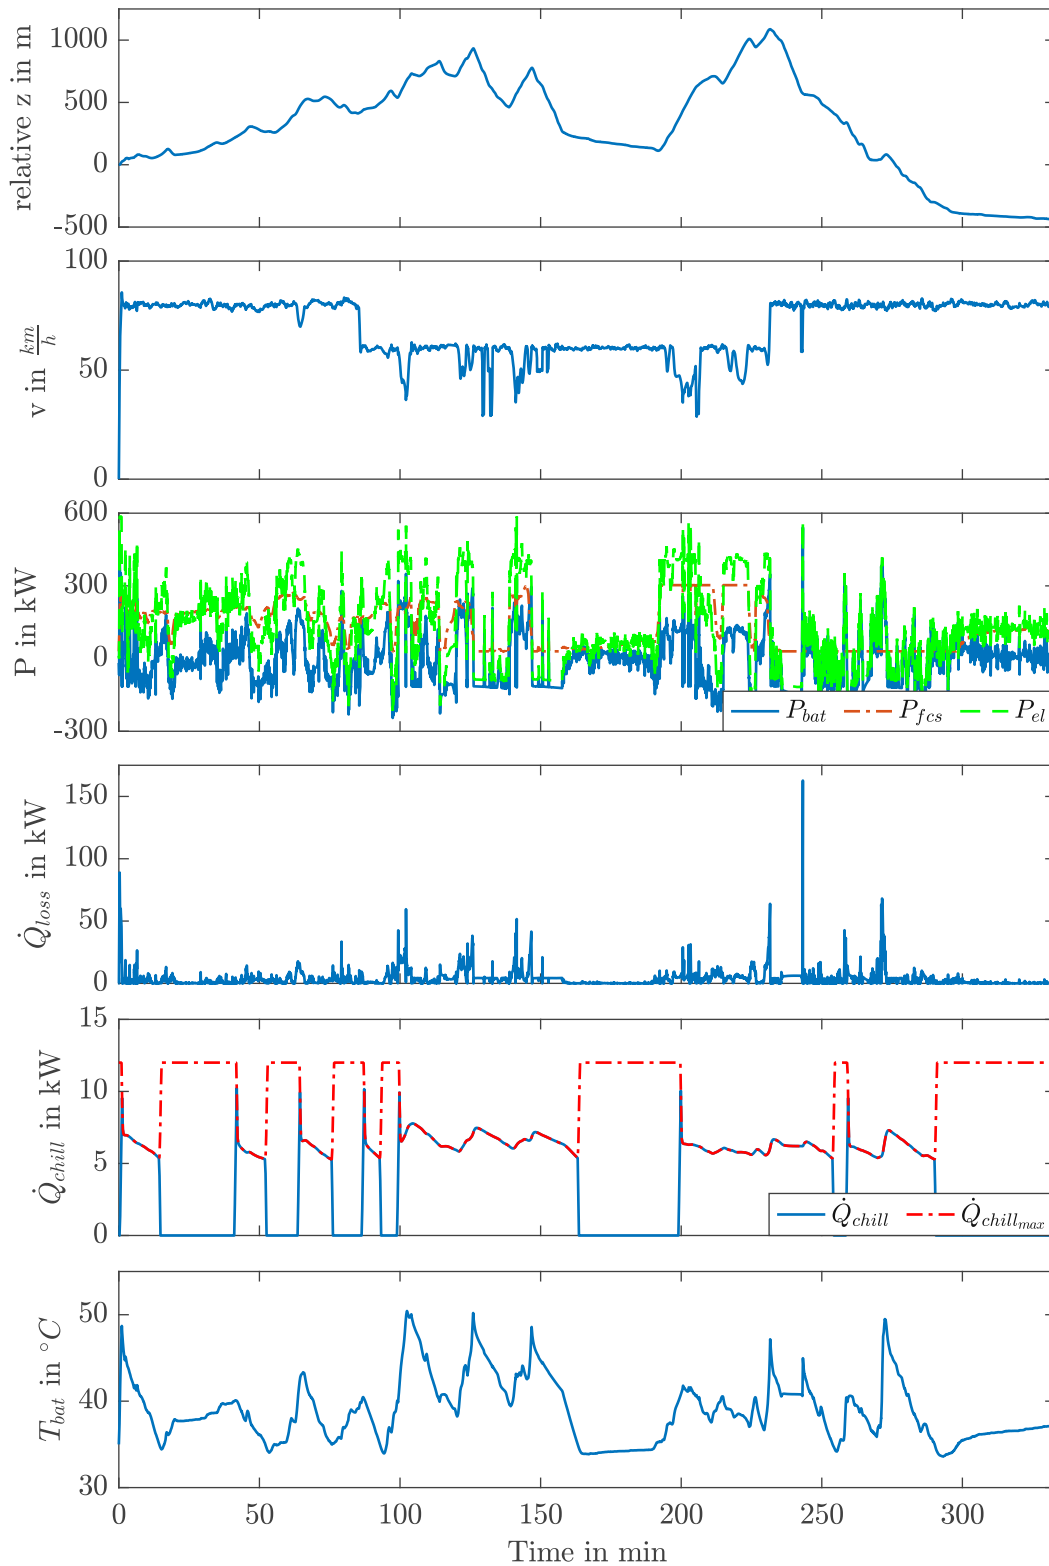 1000
500
0
-500
relative z in m
100
50
0
v in km/h
600
300
0
-300
P in kW
P_bat P_fcs P_el
150
100
50
0
Q̇_loss in kW
15
10
5
0
Q̇_chill in kW
Q̇_chill Q̇_chill_max
50
40
30
T_bat in °C
0 50 100 150 200 250 300
Time in min